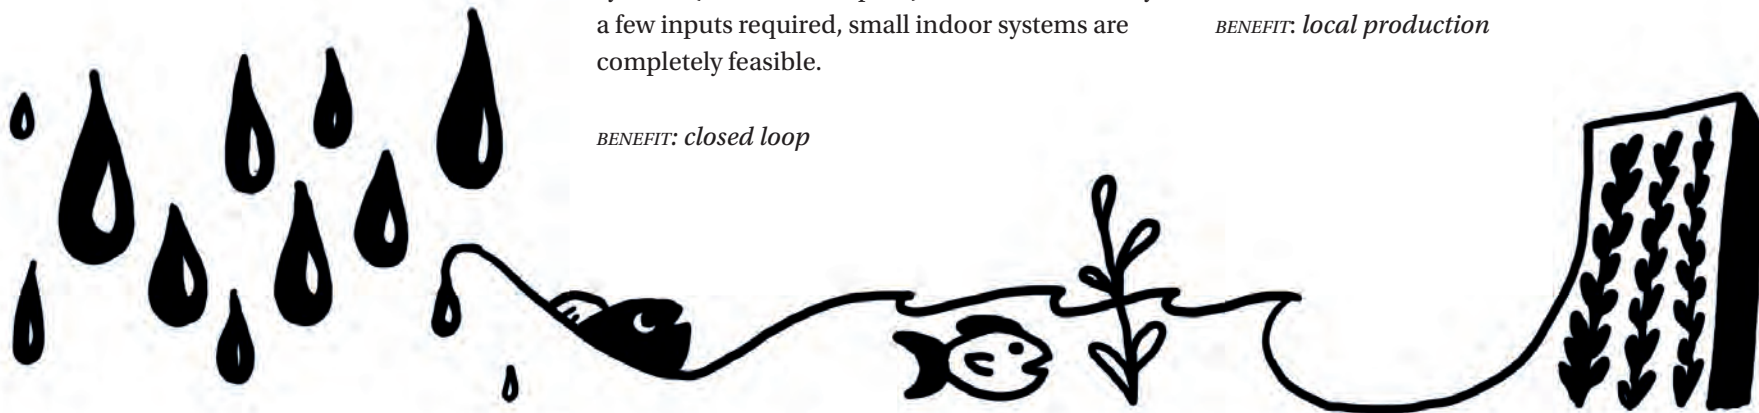 a few inputs required, small indoor systems are
completely feasible.
BENEFIT: closed loop
BENEFIT: local production